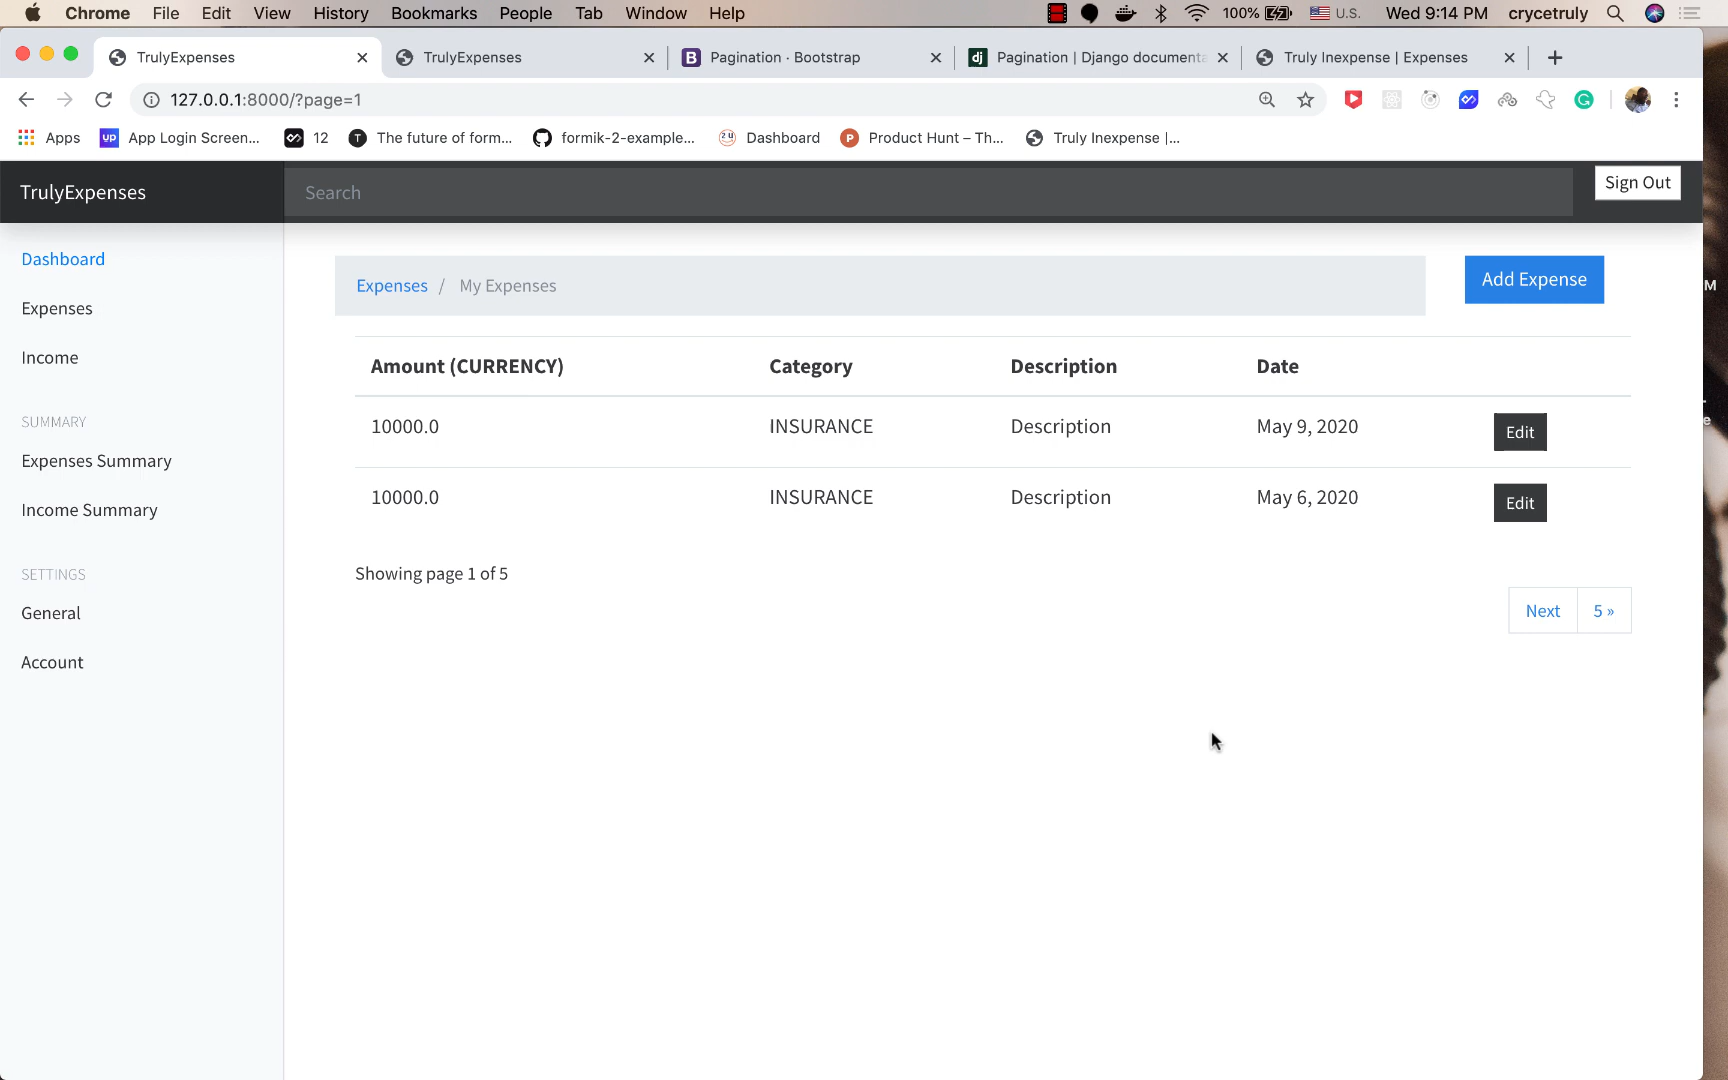 Chrome File Edit View History Bookmarks People Tab Window Help 100% U.S. Wed 9:14 PM crycetruly
TrulyExpenses TrulyExpenses B Pagination · Bootstrap dj Pagination | Django documenta Truly Inexpense | Expenses
127.0.0.1:8000/?page=1
Apps up App Login Screen... 12 T The future of form... formik-2-example... Dashboard P Product Hunt – Th... Truly Inexpense |...
TrulyExpenses Search Sign Out
Dashboard
Expenses
Income
SUMMARY
Expenses Summary
Income Summary
SETTINGS
General
Account
Expenses / My Expenses Add Expense
Amount (CURRENCY) Category Description Date
10000.0 INSURANCE Description May 9, 2020 Edit
10000.0 INSURANCE Description May 6, 2020 Edit
Showing page 1 of 5
Next 5 »
M
e